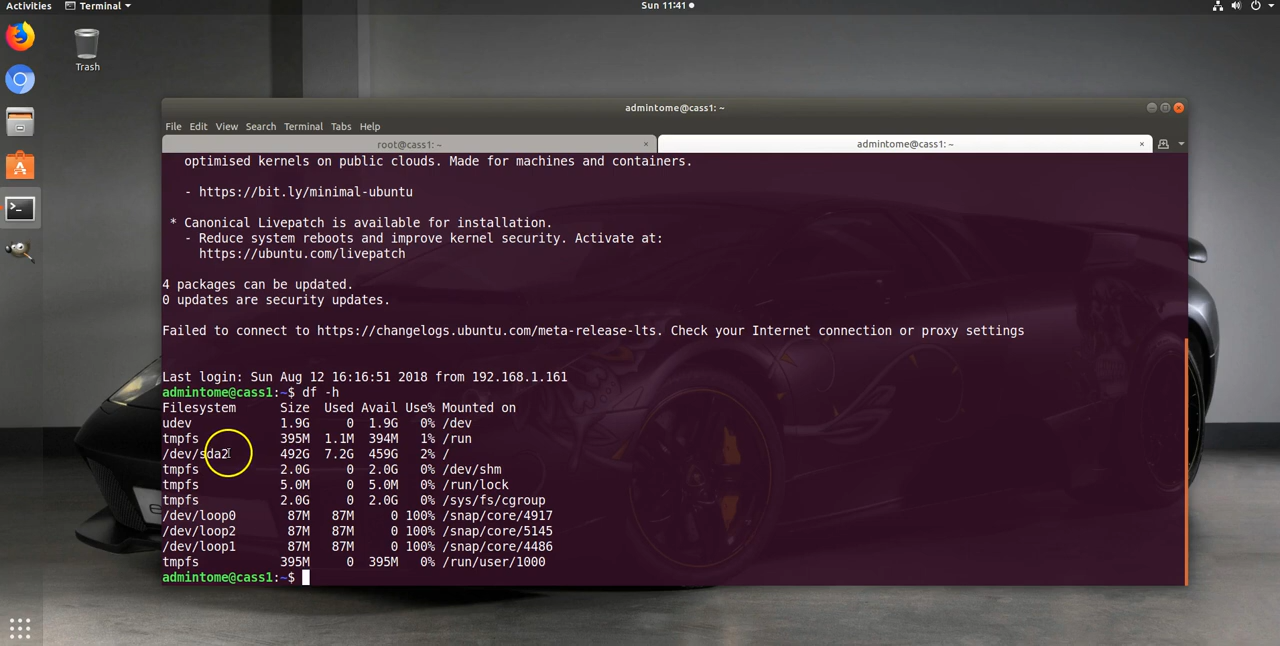 Activities Terminal Sun 11:41
Trash
admintome@cass1: ~
File Edit View Search Terminal Tabs Help
root@cass1: ~ admintome@cass1: ~
optimised kernels on public clouds. Made for machines and containers.
- https://bit.ly/minimal-ubuntu
* Canonical Livepatch is available for installation.
- Reduce system reboots and improve kernel security. Activate at:
https://ubuntu.com/livepatch
4 packages can be updated.
0 updates are security updates.
Failed to connect to https://changelogs.ubuntu.com/meta-release-lts. Check your Internet connection or proxy settings
Last login: Sun Aug 12 16:16:51 2018 from 192.168.1.161
admintome@cass1:~$ df -h
Filesystem Size Used Avail Use% Mounted on
udev 1.9G 0 1.9G 0% /dev
tmpfs 395M 1.1M 394M 1% /run
/dev/sda2 492G 7.2G 459G 2% /
tmpfs 2.0G 0 2.0G 0% /dev/shm
tmpfs 5.0M 0 5.0M 0% /run/lock
tmpfs 2.0G 0 2.0G 0% /sys/fs/cgroup
/dev/loop0 87M 87M 0 100% /snap/core/4917
/dev/loop2 87M 87M 0 100% /snap/core/5145
/dev/loop1 87M 87M 0 100% /snap/core/4486
tmpfs 395M 0 395M 0% /run/user/1000
admintome@cass1:~$